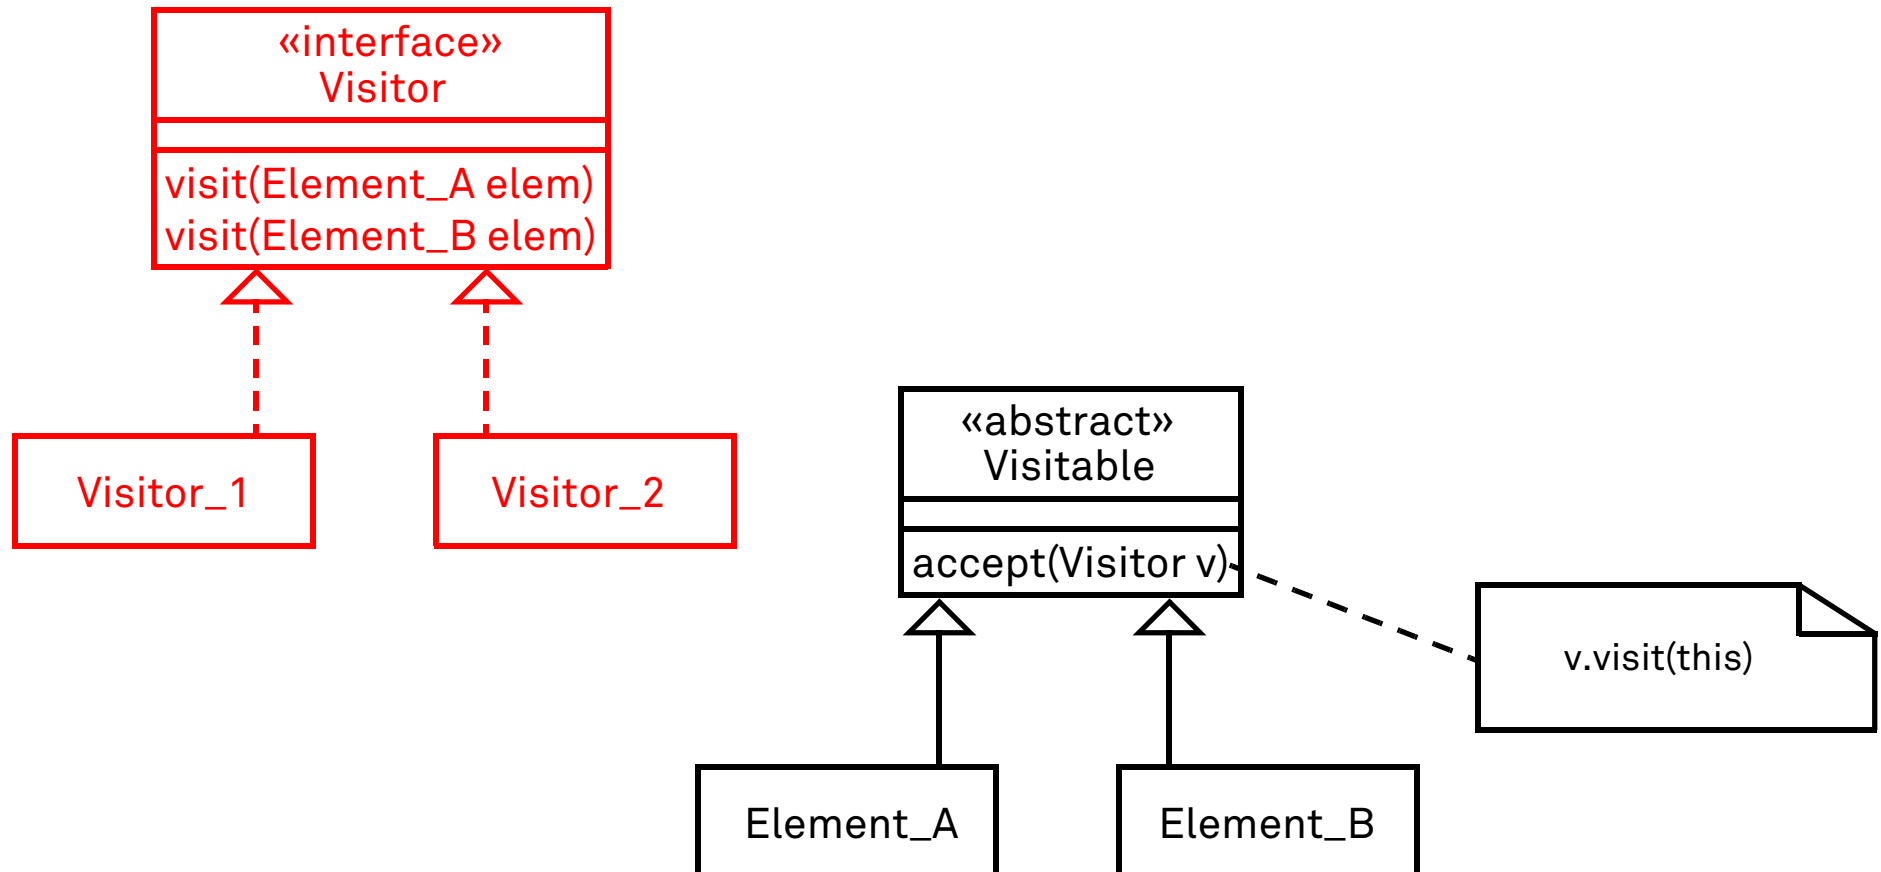 «interface»
Visitor
visit(Element_A elem)
visit(Element_B elem)
Visitor_1
Visitor_2
«abstract»
Visitable
accept(Visitor v)
v.visit(this)
Element_A
Element_B